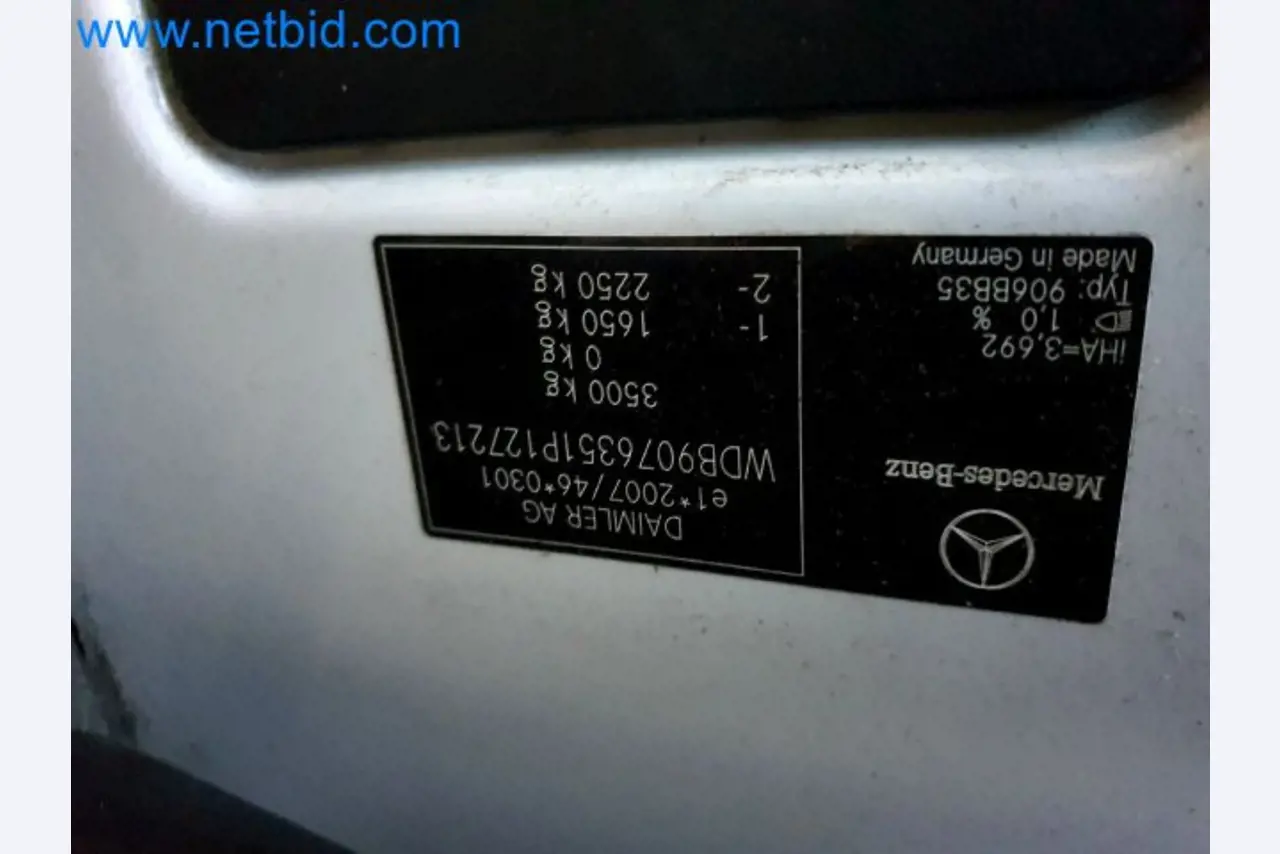 www.netbid.com
DAIMLER AG
e1*2007/46*0301
WDB9076351P127213
3500 kg
0 kg
1- 1650 kg
2- 2250 kg
Mercedes-Benz
iHA=3,692
1,0 %
Typ: 906BB35
Made in Germany